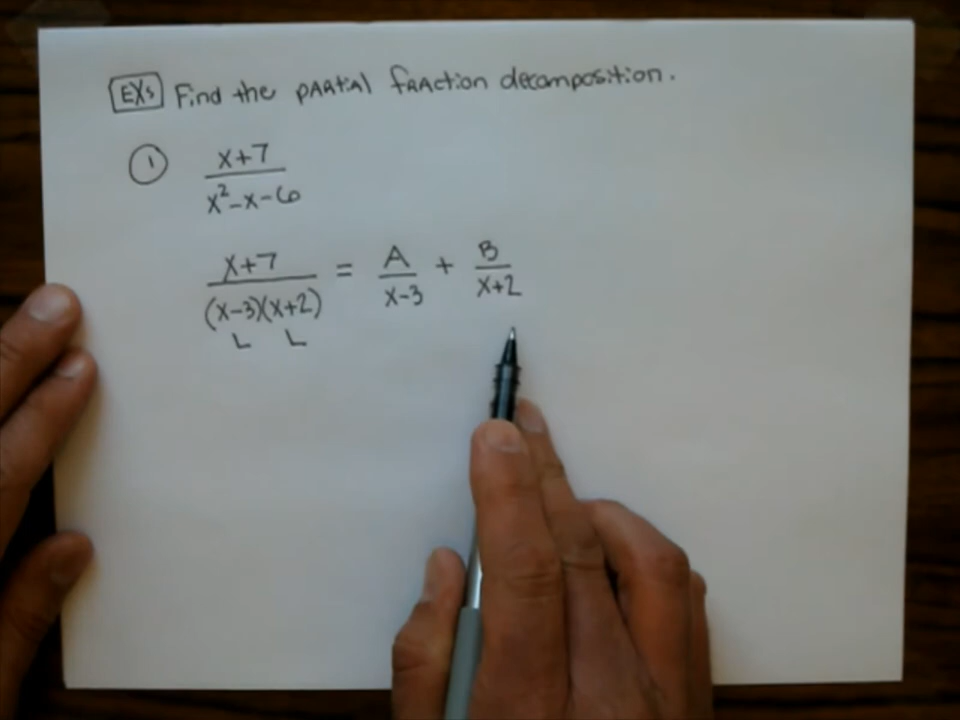 EXs Find the partial fraction decomposition.
① x+7
x²-x-6
x+7 = A + B
(x-3)(x+2) x-3 x+2
L L